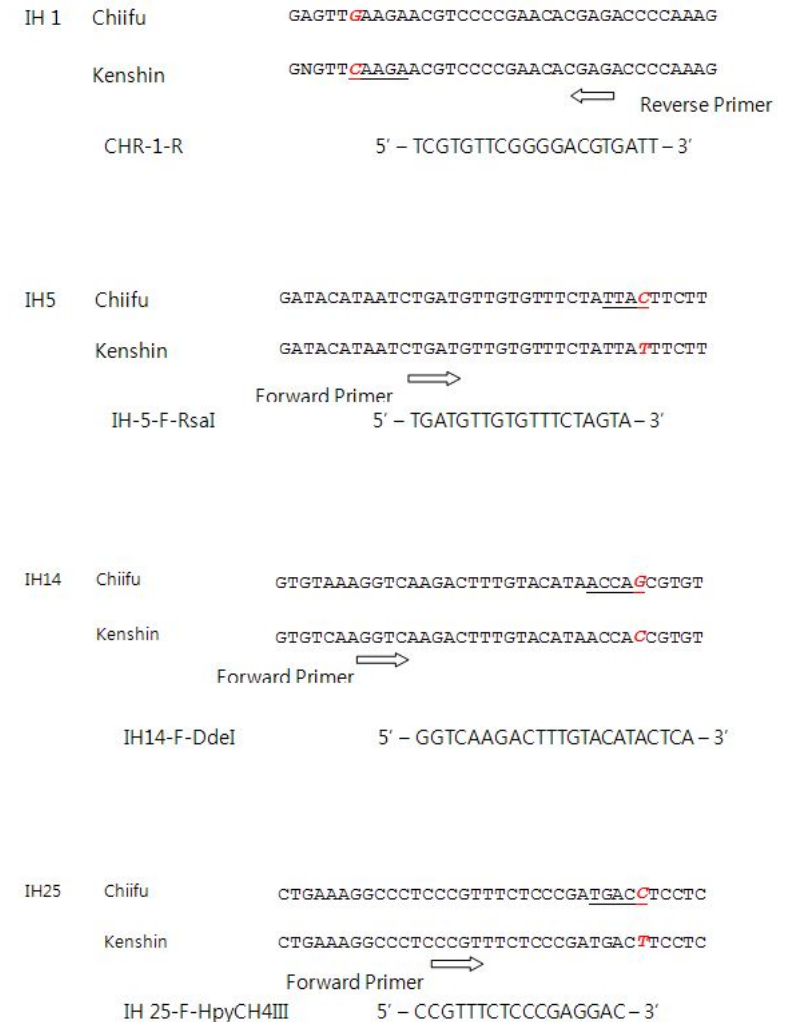 IH 1 Chiifu GAGTTGAAGAACGTCCCCGAACACGAGACCCCAAAG
Kenshin GNGTTCAAGAACGTCCCCGAACACGAGACCCCAAAG
Reverse Primer
CHR-1-R 5′ – TCGTGTTCGGGGACGTGATT – 3′
IH5 Chiifu GATACATAATCTGATGTTGTGTTTCTATTACTTCTT
Kenshin GATACATAATCTGATGTTGTGTTTCTATTATTTCTT
Forward Primer
IH-5-F-RsaI 5′ – TGATGTTGTGTTTCTAGTA – 3′
IH14 Chiifu GTGTAAAGGTCAAGACTTTGTACATAACCAGCGTGT
Kenshin GTGTCAAGGTCAAGACTTTGTACATAACCACCGTGT
Forward Primer
IH14-F-DdeI 5′ – GGTCAAGACTTTGTACATACTCA – 3′
IH25 Chiifu CTGAAAGGCCCTCCCGTTTCTCCCGATGACCTCCTC
Kenshin CTGAAAGGCCCTCCCGTTTCTCCCGATGACTTCCTC
Forward Primer
IH 25-F-HpyCH4III 5′ – CCGTTTCTCCCGAGGAC – 3′